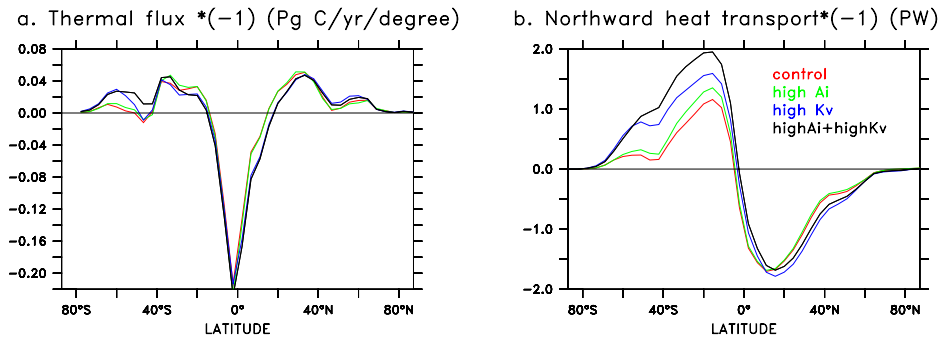 a. Thermal flux *(−1) (Pg C/yr/degree)
0.08
0.04
0.00
−0.04
−0.08
−0.12
−0.16
−0.20
80°S
40°S
0°
40°N
80°N
LATITUDE
b. Northward heat transport*(−1) (PW)
2.0
1.0
0.0
−1.0
−2.0
control
high Ai
high Kv
highAi+highKv
80°S
40°S
0°
40°N
80°N
LATITUDE